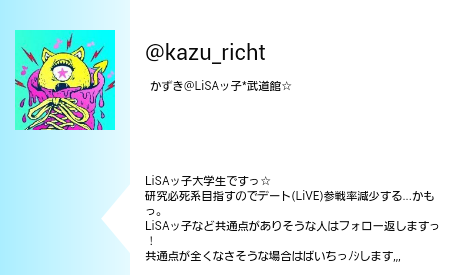 @kazu_richt
かずき@LiSAッ子*武道館☆
LiSAッ子大学生ですっ☆
研究必死系目指すのでデート(LiVE)参戦率減少する...かも
っ。
LiSAッ子など共通点がありそうな人はフォロー返しますっ
！
共通点が全くなさそうな場合はばいちっﾉｼします,,,